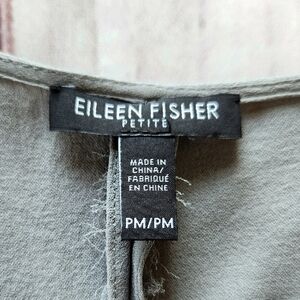 EILEEN FISHER
PETITE
MADE IN
CHINA/
FABRIQUÉ
EN CHINE
PM/PM